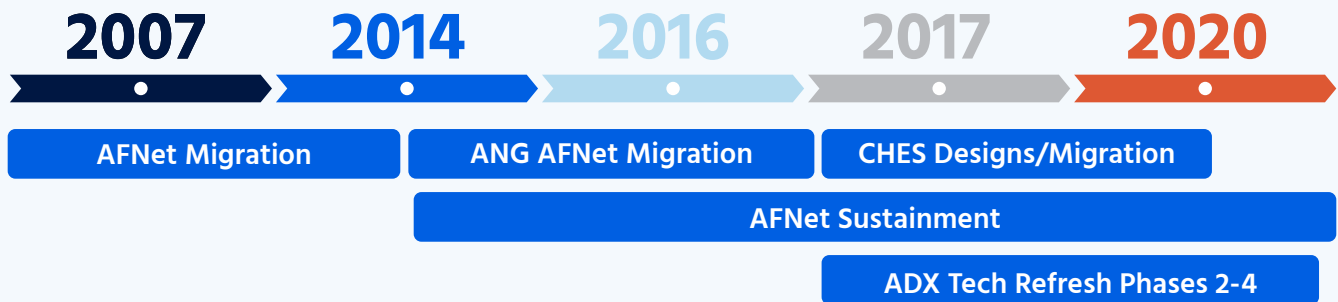 2007 2014 2016 2017 2020
AFNet Migration ANG AFNet Migration CHES Designs/Migration
AFNet Sustainment
ADX Tech Refresh Phases 2-4